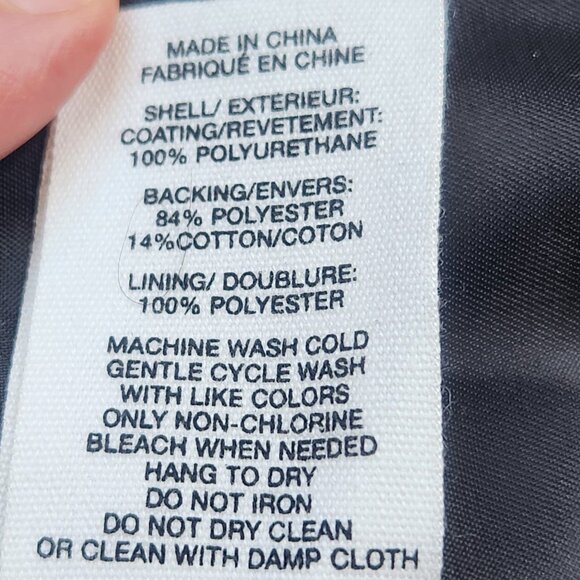 MADE IN CHINA
FABRIQUÉ EN CHINE
SHELL/ EXTERIEUR:
COATING/REVETEMENT:
100% POLYURETHANE
BACKING/ENVERS:
84% POLYESTER
14%COTTON/COTON
LINING/ DOUBLURE:
100% POLYESTER
MACHINE WASH COLD
GENTLE CYCLE WASH
WITH LIKE COLORS
ONLY NON-CHLORINE
BLEACH WHEN NEEDED
HANG TO DRY
DO NOT IRON
DO NOT DRY CLEAN
OR CLEAN WITH DAMP CLOTH